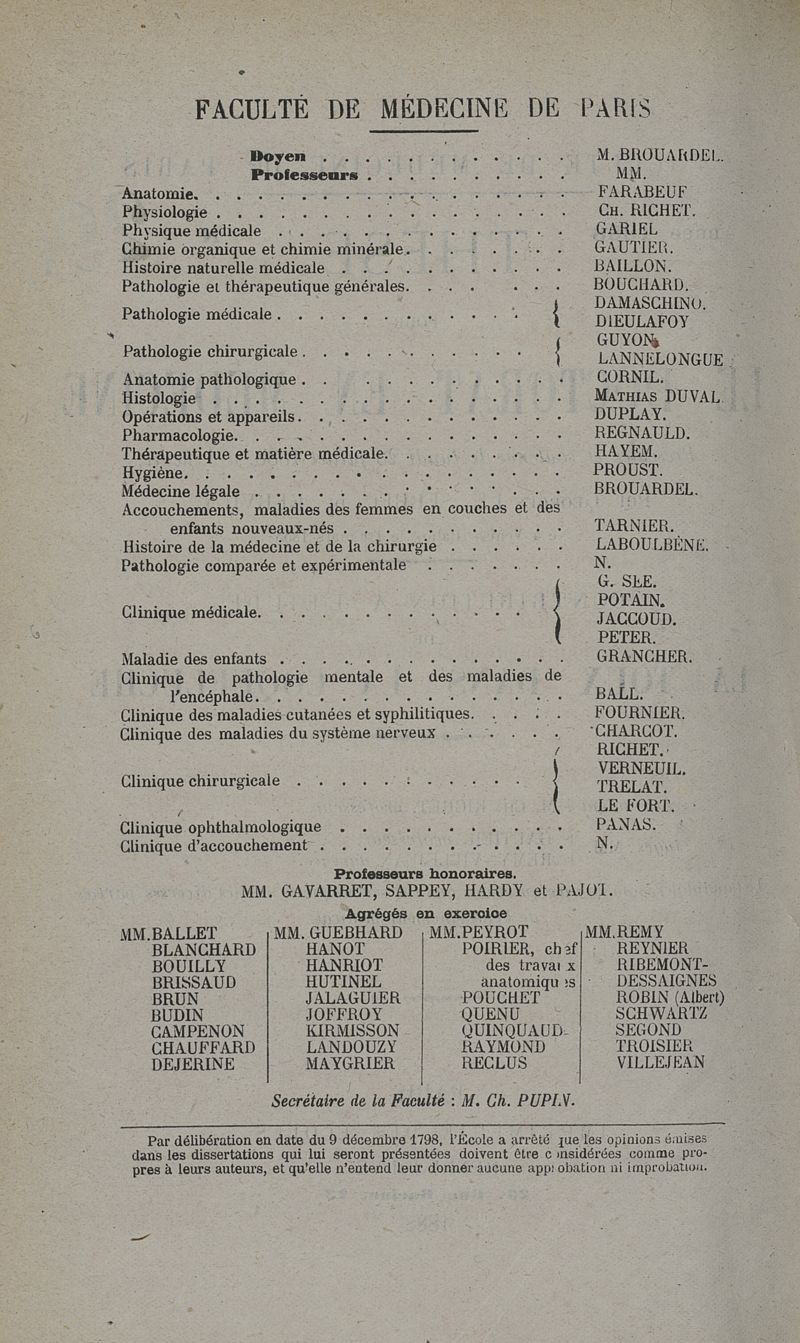 FACULTÉ DE MÉDECINE DE PARIS
Doyen . . . . . . . . . . M. BROUARDEL.
Professeurs . . . . . . . . . MM.
Anatomie. . . . . . . . . . . . . . FARABEUF
Physiologie . . . . . . . . . . . . . CH. RICHET.
Physique médicale . . . . . . . . . . . GARIEL
Chimie organique et chimie minérale. . . . . . . GAUTIER.
Histoire naturelle médicale . . . . . . . . . BAILLON.
Pathologie et thérapeutique générales. . . . . . . BOUCHARD.
Pathologie médicale . . . . . . . . . . { DAMASCHINO.
DIEULAFOY
Pathologie chirurgicale . . . . . . . . . { GUYON
LANNELONGUE
Anatomie pathologique . . . . . . . . . . CORNIL.
Histologie . . . . . . . . . . . . . MATHIAS DUVAL
Opérations et appareils. . . . . . . . . . . DUPLAY.
Pharmacologie. . . . . . . . . . . . . REGNAULD.
Thérapeutique et matière médicale. . . . . . . . HAYEM.
Hygiène. . . . . . . . . . . . . . PROUST.
Médecine légale . . . . . . . . . . . . BROUARDEL.
Accouchements, maladies des femmes en couches et des
enfants nouveaux-nés . . . . . . . . . TARNIER.
Histoire de la médecine et de la chirurgie . . . . . . LABOULBÈNE.
Pathologie comparée et expérimentale . . . . . . . N.
Clinique médicale. . . . . . . . . . . { G. SÉE.
POTAIN.
JACCOUD.
PETER.
Maladie des enfants . . . . . . . . . . . GRANCHER.
Clinique de pathologie mentale et des maladies de
l'encéphale. . . . . . . . . . . . BALL.
Clinique des maladies cutanées et syphilitiques. . . . . FOURNIER.
Clinique des maladies du système nerveux . . . . . . CHARCOT.
Clinique chirurgicale . . . . . . . . . { RICHET.
VERNEUIL.
TRELAT.
LE FORT.
Clinique ophthalmologique . . . . . . . . . PANAS.
Clinique d'accouchement . . . . . . . . . . N.
Professeurs honoraires.
MM. GAVARRET, SAPPEY, HARDY et PAJOT.
Agrégés en exercice
MM. BALLET
BLANCHARD
BOUILLY
BRISSAUD
BRUN
BUDIN
CAMPENON
CHAUFFARD
DEJERINE
MM. GUEBHARD
HANOT
HANRIOT
HUTINEL
JALAGUIER
JOFFROY
KIRMISSON
LANDOUZY
MAYGRIER
MM. PEYROT
POIRIER, chef
des travaux
anatomiques
POUCHET
QUENU
QUINQUAUD
RAYMOND
RECLUS
MM. REMY
REYNIER
RIBEMONT-
DESSAIGNES
ROBIN (Albert)
SCHWARTZ
SEGOND
TROISIER
VILLEJEAN
Secrétaire de la Faculté : M. Ch. PUPIN.
Par délibération en date du 9 décembre 1798, l'École a arrêté que les opinions émises
dans les dissertations qui lui seront présentées doivent être considérées comme pro-
pres à leurs auteurs, et qu'elle n'entend leur donner aucune approbation ni improbation.